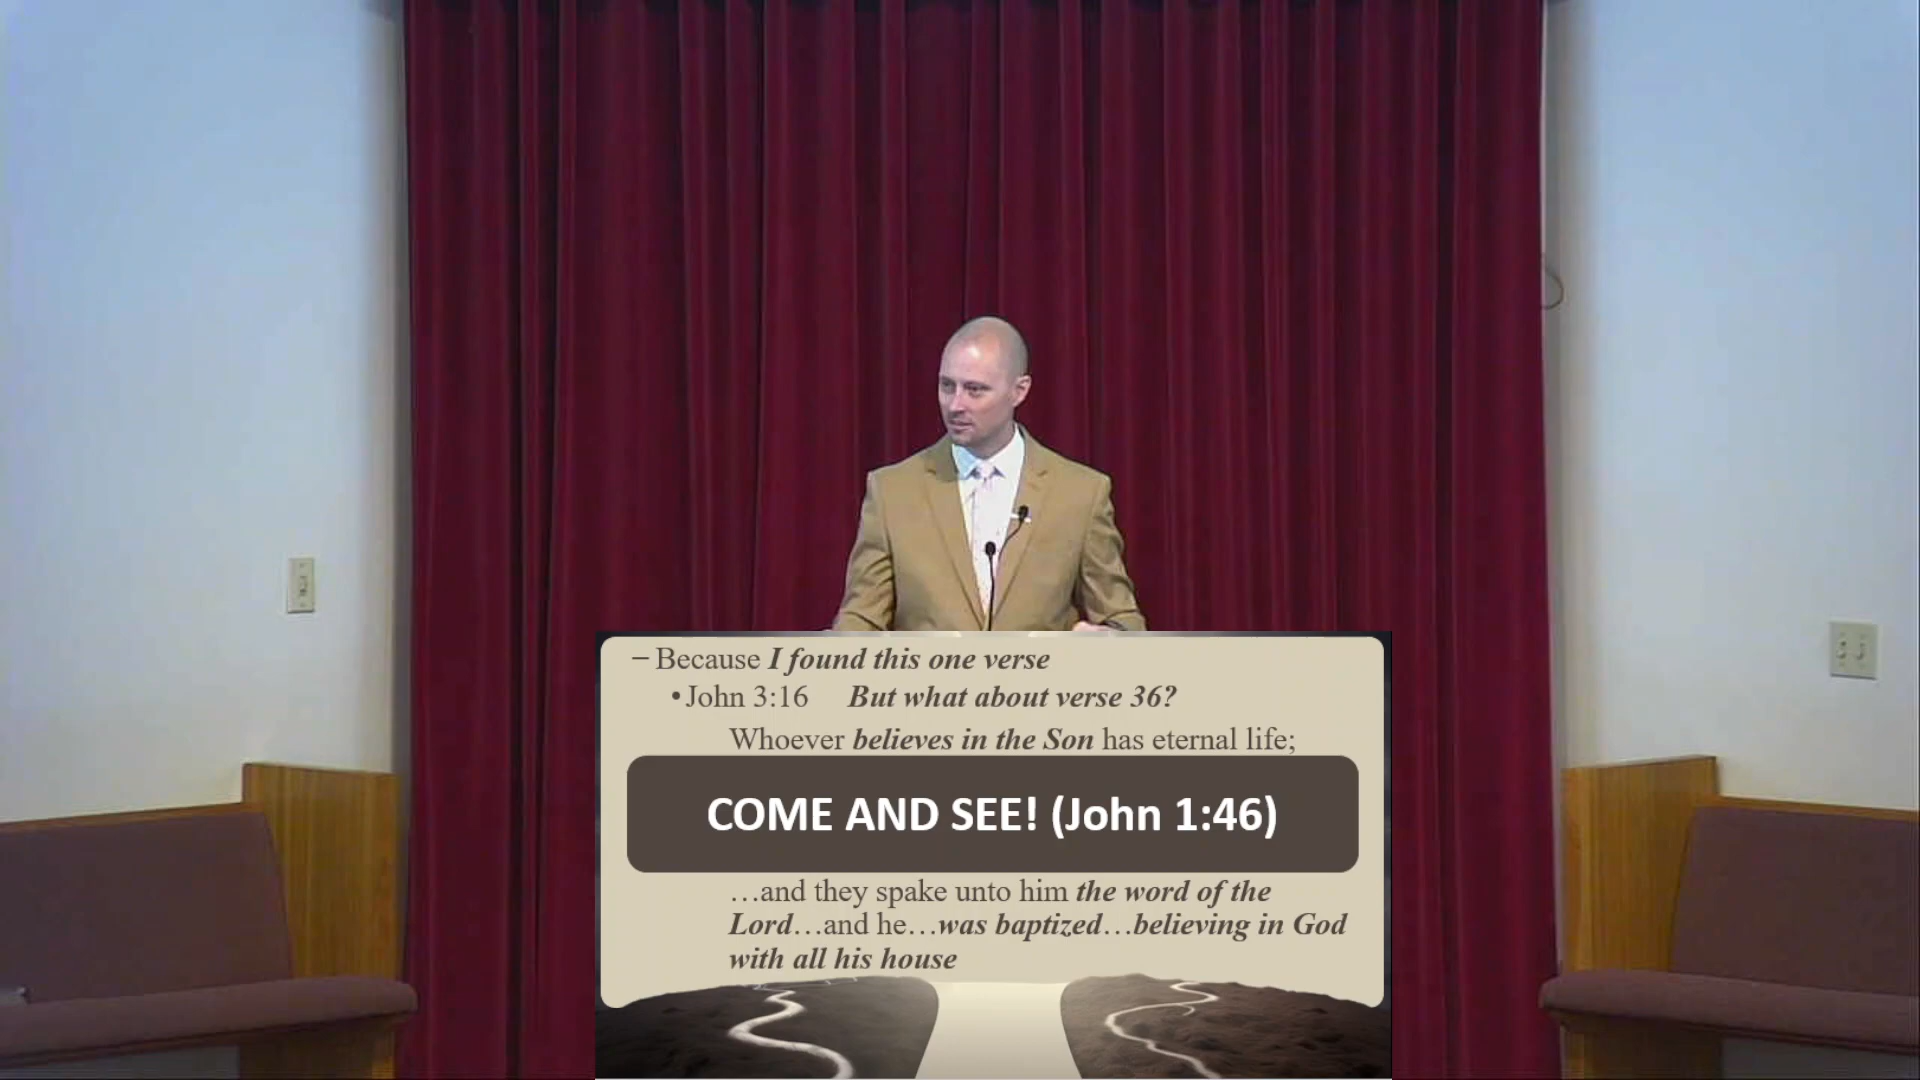 – Because I found this one verse
• John 3:16 But what about verse 36?
Whoever believes in the Son has eternal life;
COME AND SEE! (John 1:46)
…and they spake unto him the word of the
Lord…and he…was baptized…believing in God
with all his house